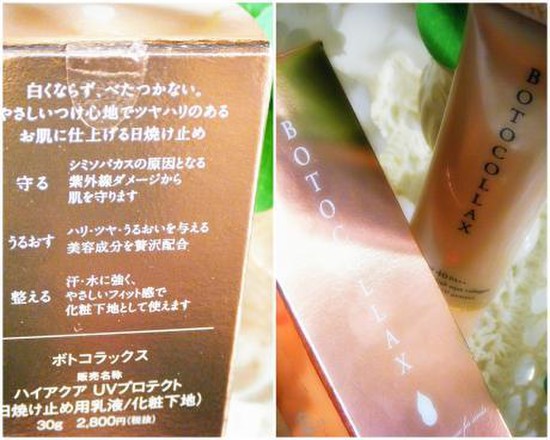 白くならず、べたつかない。
やさしいつけ心地でツヤハリのある
お肌に仕上げる日焼け止め
守る
シミソバカスの原因となる
紫外線ダメージから
肌を守ります
うるおす
ハリ・ツヤ・うるおいを与える
美容成分を贅沢配合
整える
汗・水に強く、
やさしいフィット感で
化粧下地として使えます
ボトコラックス
販売名称
ハイアクア UVプロテクト
日焼け止め用乳液/化粧下地)
30g 2,800円(税抜)
BOTOCOLLAX
BOTOCOLLAX